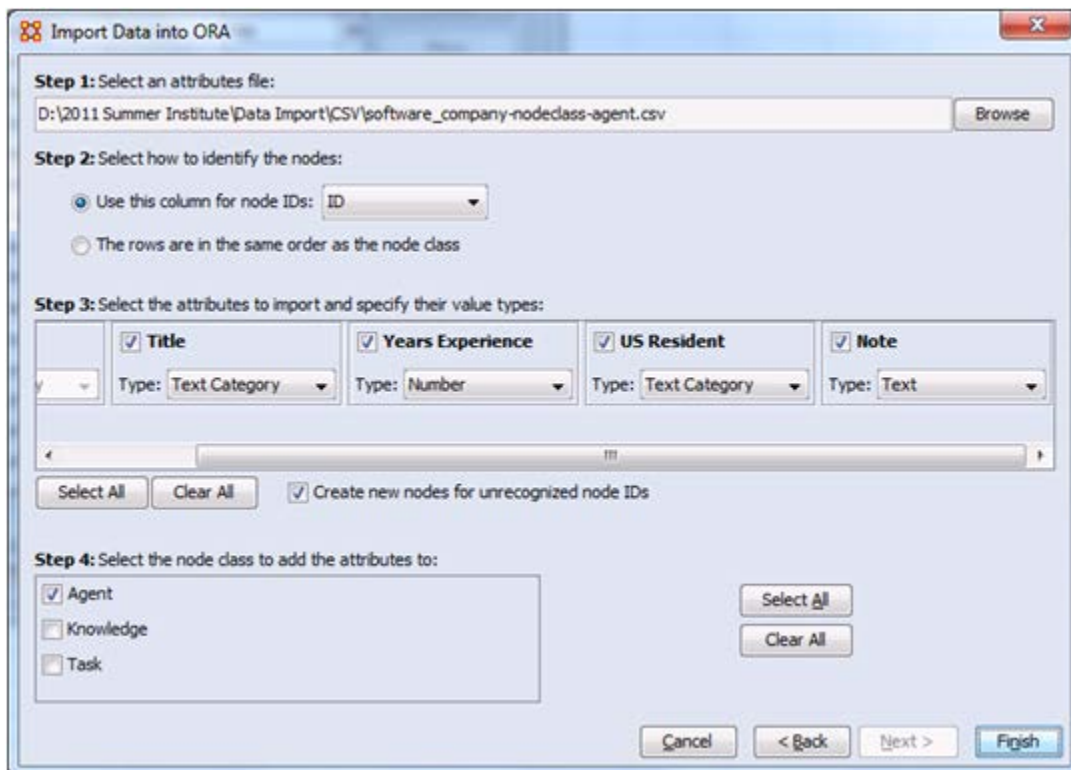 Import Data into ORA
Step 1: Select an attributes file:
D:\2011 Summer Institute\Data Import\CSV\software_company-nodeclass-agent.csv
Browse
Step 2: Select how to identify the nodes:
Use this column for node IDs: ID
The rows are in the same order as the node class
Step 3: Select the attributes to import and specify their value types:
Title Years Experience US Resident Note
y Type: Text Category Type: Number Type: Text Category Type: Text
Select All Clear All Create new nodes for unrecognized node IDs
Step 4: Select the node class to add the attributes to:
Agent
Knowledge
Task
Select All
Clear All
Cancel < Back Next > Finish